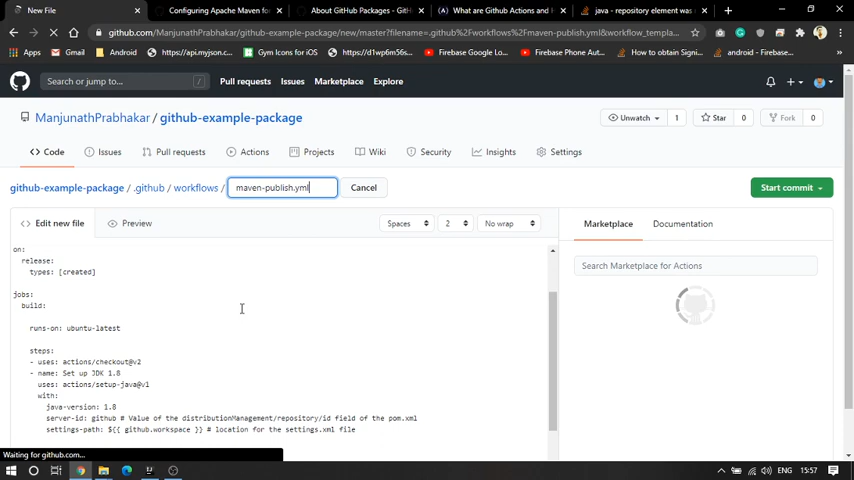 New File
Configuring Apache Maven for
About GitHub Packages - GitH
What are Github Actions and H
java - repository element was
github.com/ManjunathPrabhakar/github-example-package/new/master?filename=.github%2Fworkflows%2Fmaven-publish.yml&workflow_templa...
Apps
Gmail
Android
https://api.myjson.c...
Gym Icons for iOS
https://d1wp6m56s...
Firebase Google Lo...
Firebase Phone Aut...
How to obtain Signi...
android - Firebase...
Search or jump to...
/
Pull requests
Issues
Marketplace
Explore
ManjunathPrabhakar / github-example-package
Unwatch
1
Star
0
Fork
0
<> Code
Issues
Pull requests
Actions
Projects
Wiki
Security
Insights
Settings
github-example-package / .github / workflows /
maven-publish.yml
Cancel
Start commit
<> Edit new file
Preview
Spaces
2
No wrap
Marketplace
Documentation
Search Marketplace for Actions
on:
release:
types: [created]
jobs:
build:
runs-on: ubuntu-latest
steps:
- uses: actions/checkout@v2
- name: Set up JDK 1.8
uses: actions/setup-java@v1
with:
java-version: 1.8
server-id: github # Value of the distributionManagement/repository/id field of the pom.xml
settings-path: ${{ github.workspace }} # location for the settings.xml file
Waiting for github.com...
ENG
15:57